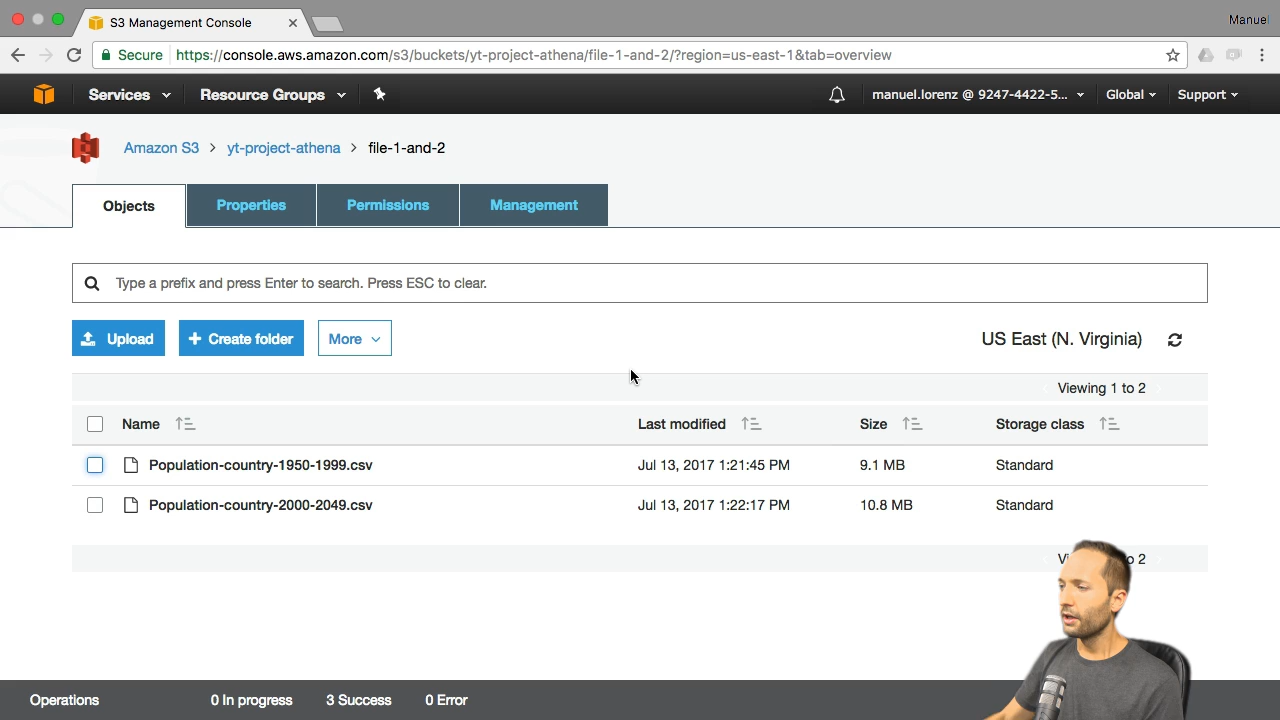 S3 Management Console
Manuel
Secure https://console.aws.amazon.com/s3/buckets/yt-project-athena/file-1-and-2/?region=us-east-1&tab=overview
Services Resource Groups manuel.lorenz @ 9247-4422-5... Global Support
Amazon S3 > yt-project-athena > file-1-and-2
Objects Properties Permissions Management
Type a prefix and press Enter to search. Press ESC to clear.
Upload + Create folder More US East (N. Virginia)
Viewing 1 to 2
Name Last modified Size Storage class
Population-country-1950-1999.csv Jul 13, 2017 1:21:45 PM 9.1 MB Standard
Population-country-2000-2049.csv Jul 13, 2017 1:22:17 PM 10.8 MB Standard
Operations 0 In progress 3 Success 0 Error